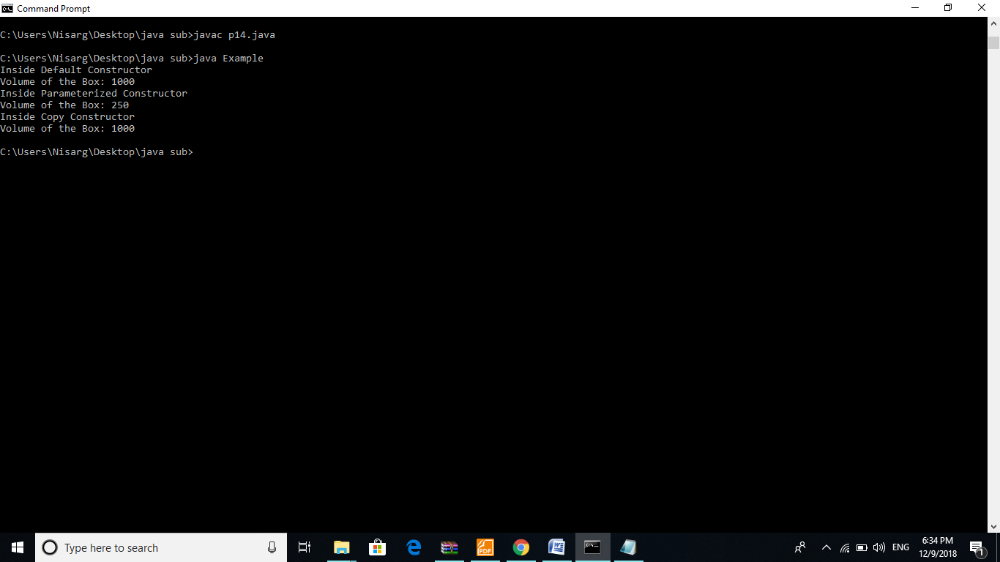 Command Prompt
C:\Users\Nisarg\Desktop\java sub>javac p14.java
C:\Users\Nisarg\Desktop\java sub>java Example
Inside Default Constructor
Volume of the Box: 1000
Inside Parameterized Constructor
Volume of the Box: 250
Inside Copy Constructor
Volume of the Box: 1000
C:\Users\Nisarg\Desktop\java sub>
Type here to search
PDF
W
ENG
6:34 PM
12/9/2018
1